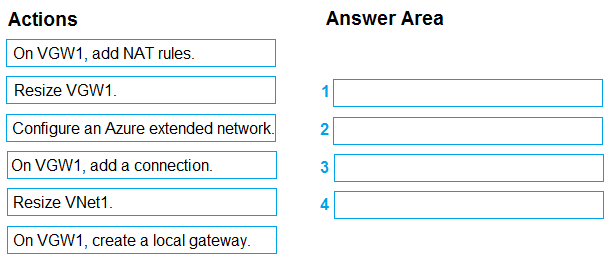 Actions
Answer Area
On VGW1, add NAT rules.
Resize VGW1.
1
Configure an Azure extended network.
2
On VGW1, add a connection.
3
Resize VNet1.
4
On VGW1, create a local gateway.